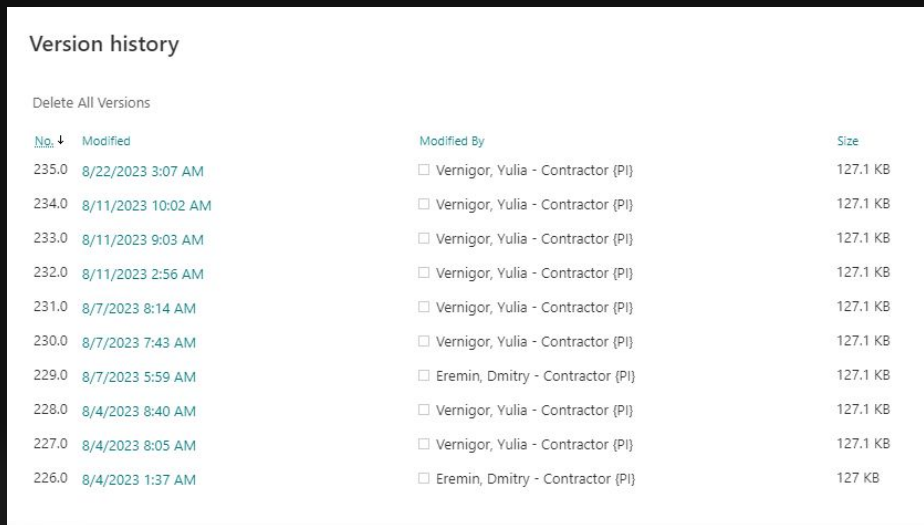 Version history
Delete All Versions
No. ↓ Modified Modified By Size
235.0 8/22/2023 3:07 AM Vernigor, Yulia - Contractor {PI} 127.1 KB
234.0 8/11/2023 10:02 AM Vernigor, Yulia - Contractor {PI} 127.1 KB
233.0 8/11/2023 9:03 AM Vernigor, Yulia - Contractor {PI} 127.1 KB
232.0 8/11/2023 2:56 AM Vernigor, Yulia - Contractor {PI} 127.1 KB
231.0 8/7/2023 8:14 AM Vernigor, Yulia - Contractor {PI} 127.1 KB
230.0 8/7/2023 7:43 AM Vernigor, Yulia - Contractor {PI} 127.1 KB
229.0 8/7/2023 5:59 AM Eremin, Dmitry - Contractor {PI} 127.1 KB
228.0 8/4/2023 8:40 AM Vernigor, Yulia - Contractor {PI} 127.1 KB
227.0 8/4/2023 8:05 AM Vernigor, Yulia - Contractor {PI} 127.1 KB
226.0 8/4/2023 1:37 AM Eremin, Dmitry - Contractor {PI} 127 KB